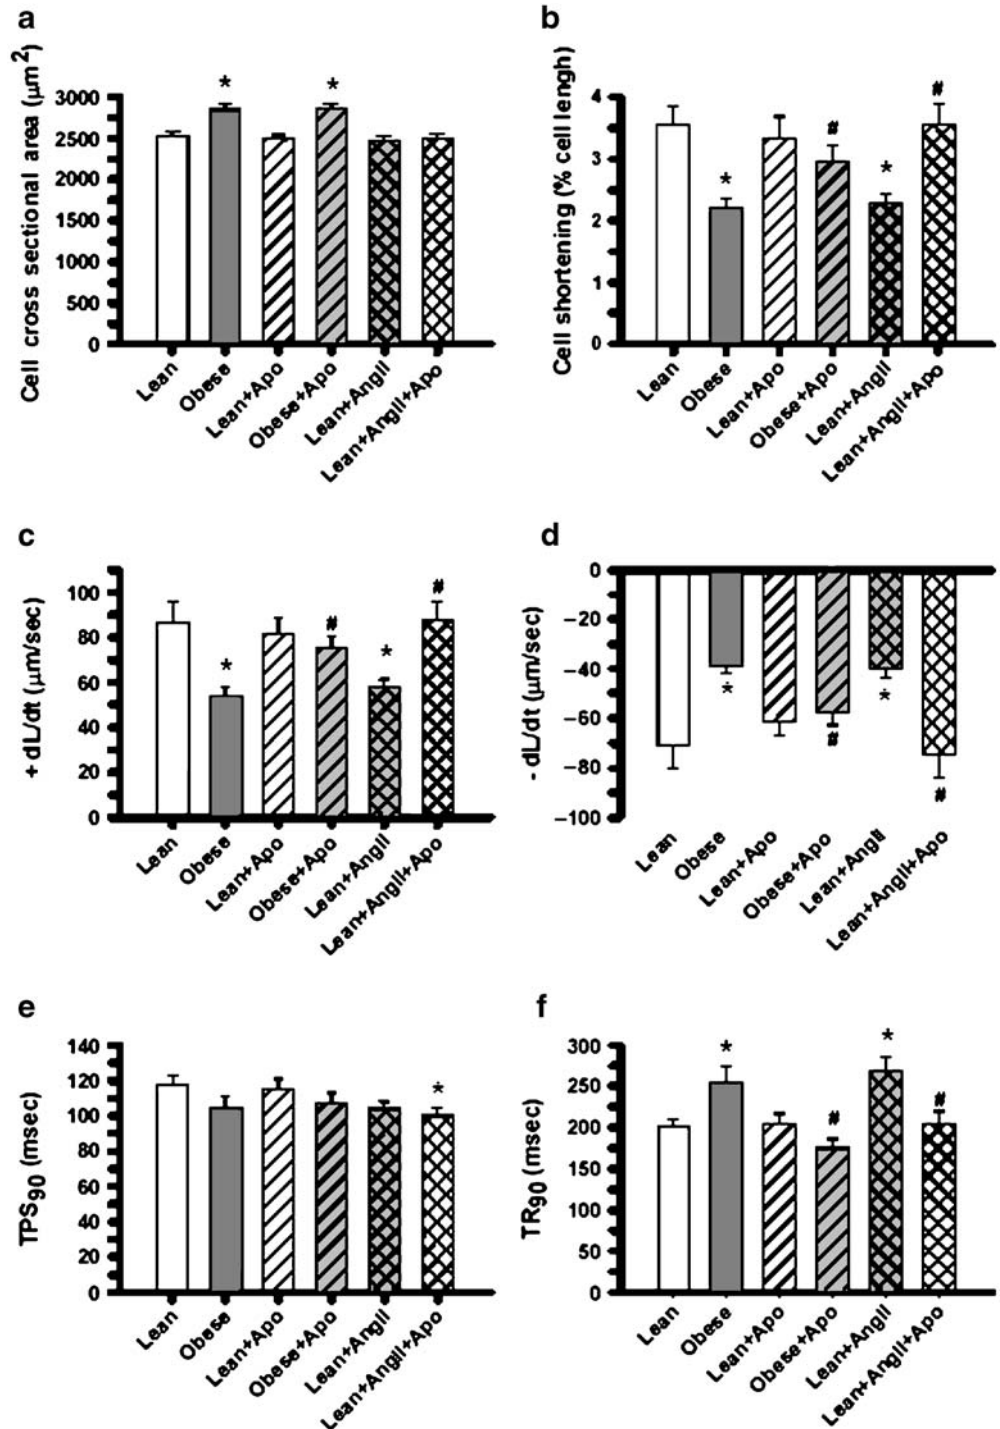 a
Cell cross sectional area (μm²)
3000
2500
2000
1500
1000
500
0
*
*
Lean
Obese
Lean+Apo
Obese+Apo
Lean+AngII
Lean+AngII+Apo
b
Cell shortening (% cell lengh)
4
3
2
1
0
*
#
*
#
Lean
Obese
Lean+Apo
Obese+Apo
Lean+AngII
Lean+AngII+Apo
c
+ dL/dt (μm/sec)
100
80
60
40
20
0
*
#
*
#
Lean
Obese
Lean+Apo
Obese+Apo
Lean+AngII
Lean+AngII+Apo
d
- dL/dt (μm/sec)
0
−20
−40
−60
−80
−100
*
#
*
#
Lean
Obese
Lean+Apo
Obese+Apo
Lean+AngII
Lean+AngII+Apo
e
TPS90 (msec)
140
120
100
80
60
40
20
0
*
Lean
Obese
Lean+Apo
Obese+Apo
Lean+AngII
Lean+AngII+Apo
f
TR90 (msec)
300
250
200
150
100
50
0
*
#
*
#
Lean
Obese
Lean+Apo
Obese+Apo
Lean+AngII
Lean+AngII+Apo